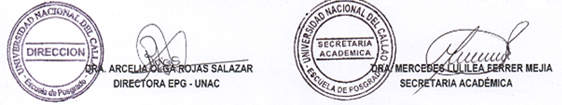 UNIVERSIDAD NACIONAL DEL CALLAO
DIRECCION
Escuela de Posgrado
DRA. ARCELIA OLGA ROJAS SALAZAR
DIRECTORA EPG - UNAC
UNIVERSIDAD NACIONAL DEL CALLAO
SECRETARIA
ACADÉMICA
ESCUELA DE POSGRADO
DRA. MERCEDES LULILEA FERRER MEJIA
SECRETARIA ACADÉMICA